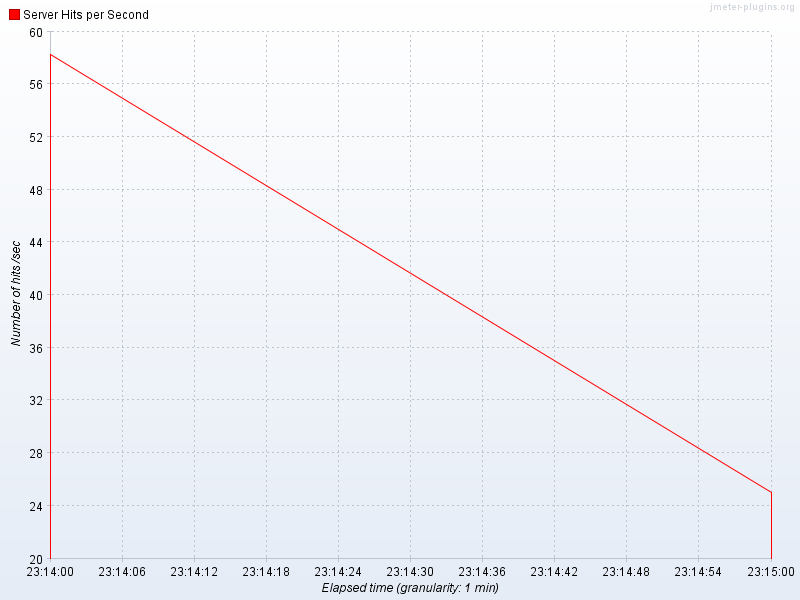 jmeter-plugins.org
Server Hits per Second
60
56
52
48
44
40
36
32
28
24
20
Number of hits /sec
23:14:00 23:14:06 23:14:12 23:14:18 23:14:24 23:14:30 23:14:36 23:14:42 23:14:48 23:14:54 23:15:00
Elapsed time (granularity: 1 min)